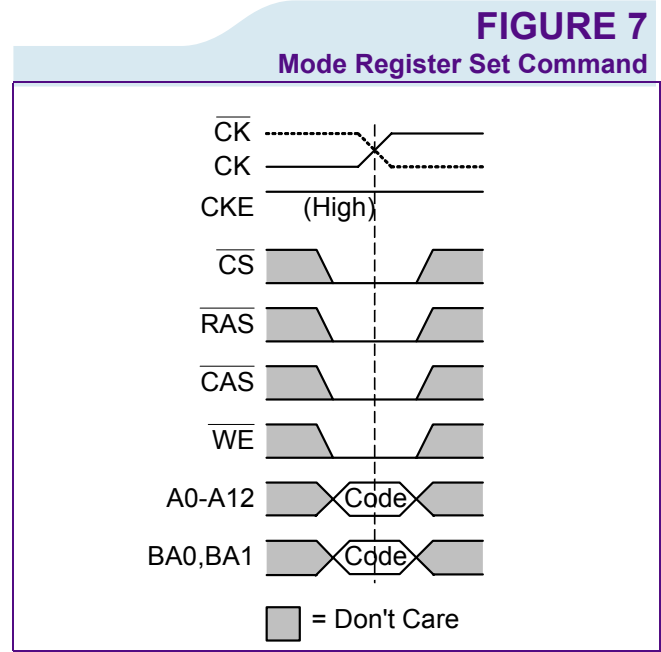 FIGURE 7
Mode Register Set Command
CK
CK
CKE (High)
CS
RAS
CAS
WE
A0-A12 Code
BA0,BA1 Code
= Don't Care